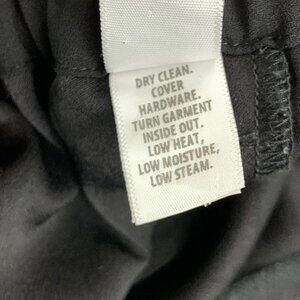 DRY CLEAN.
COVER
HARDWARE.
TURN GARMENT
INSIDE OUT.
LOW HEAT,
LOW MOISTURE,
LOW STEAM.